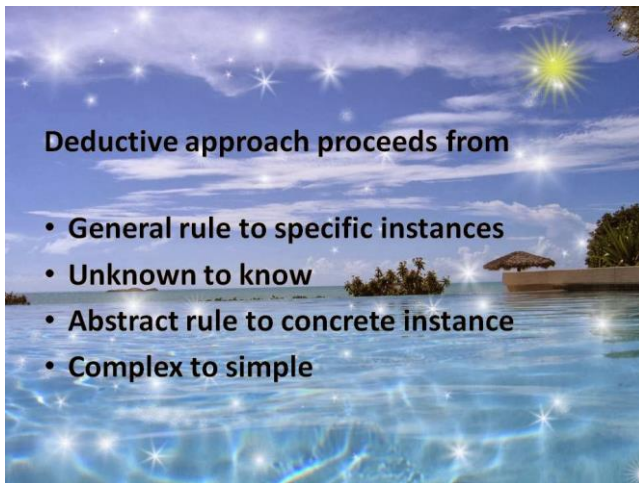 Deductive approach proceeds from
• General rule to specific instances
• Unknown to know
• Abstract rule to concrete instance
• Complex to simple